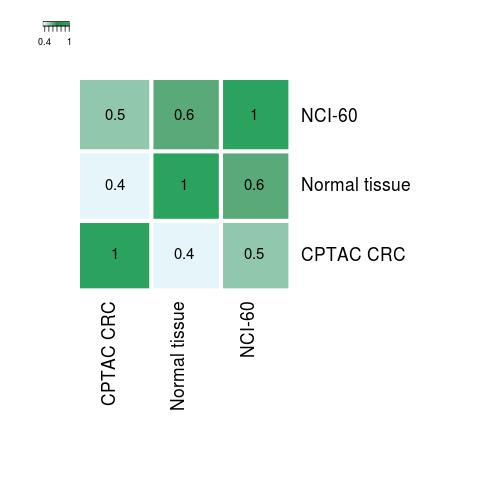 0.4 1
0.5 0.6 1 NCI-60
0.4 1 0.6 Normal tissue
1 0.4 0.5 CPTAC CRC
CPTAC CRC
Normal tissue
NCI-60